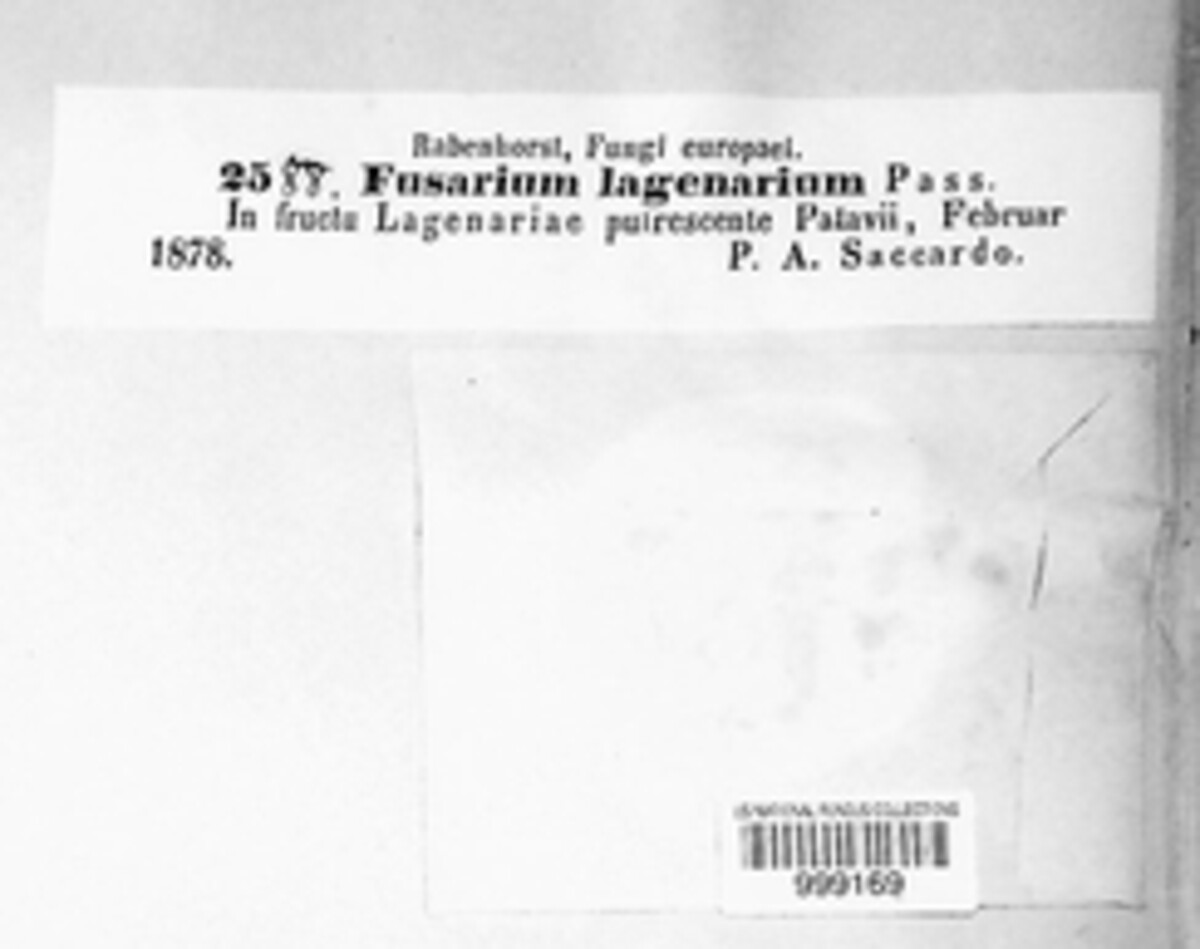 Rabenhorst, Fungi europaei.
2588. Fusarium lagenarium Pass.
In fructu Lagenariae putrescente Patavii, Februar
1878. P. A. Saccardo.
US NATIONAL FUNGUS COLLECTIONS
999169